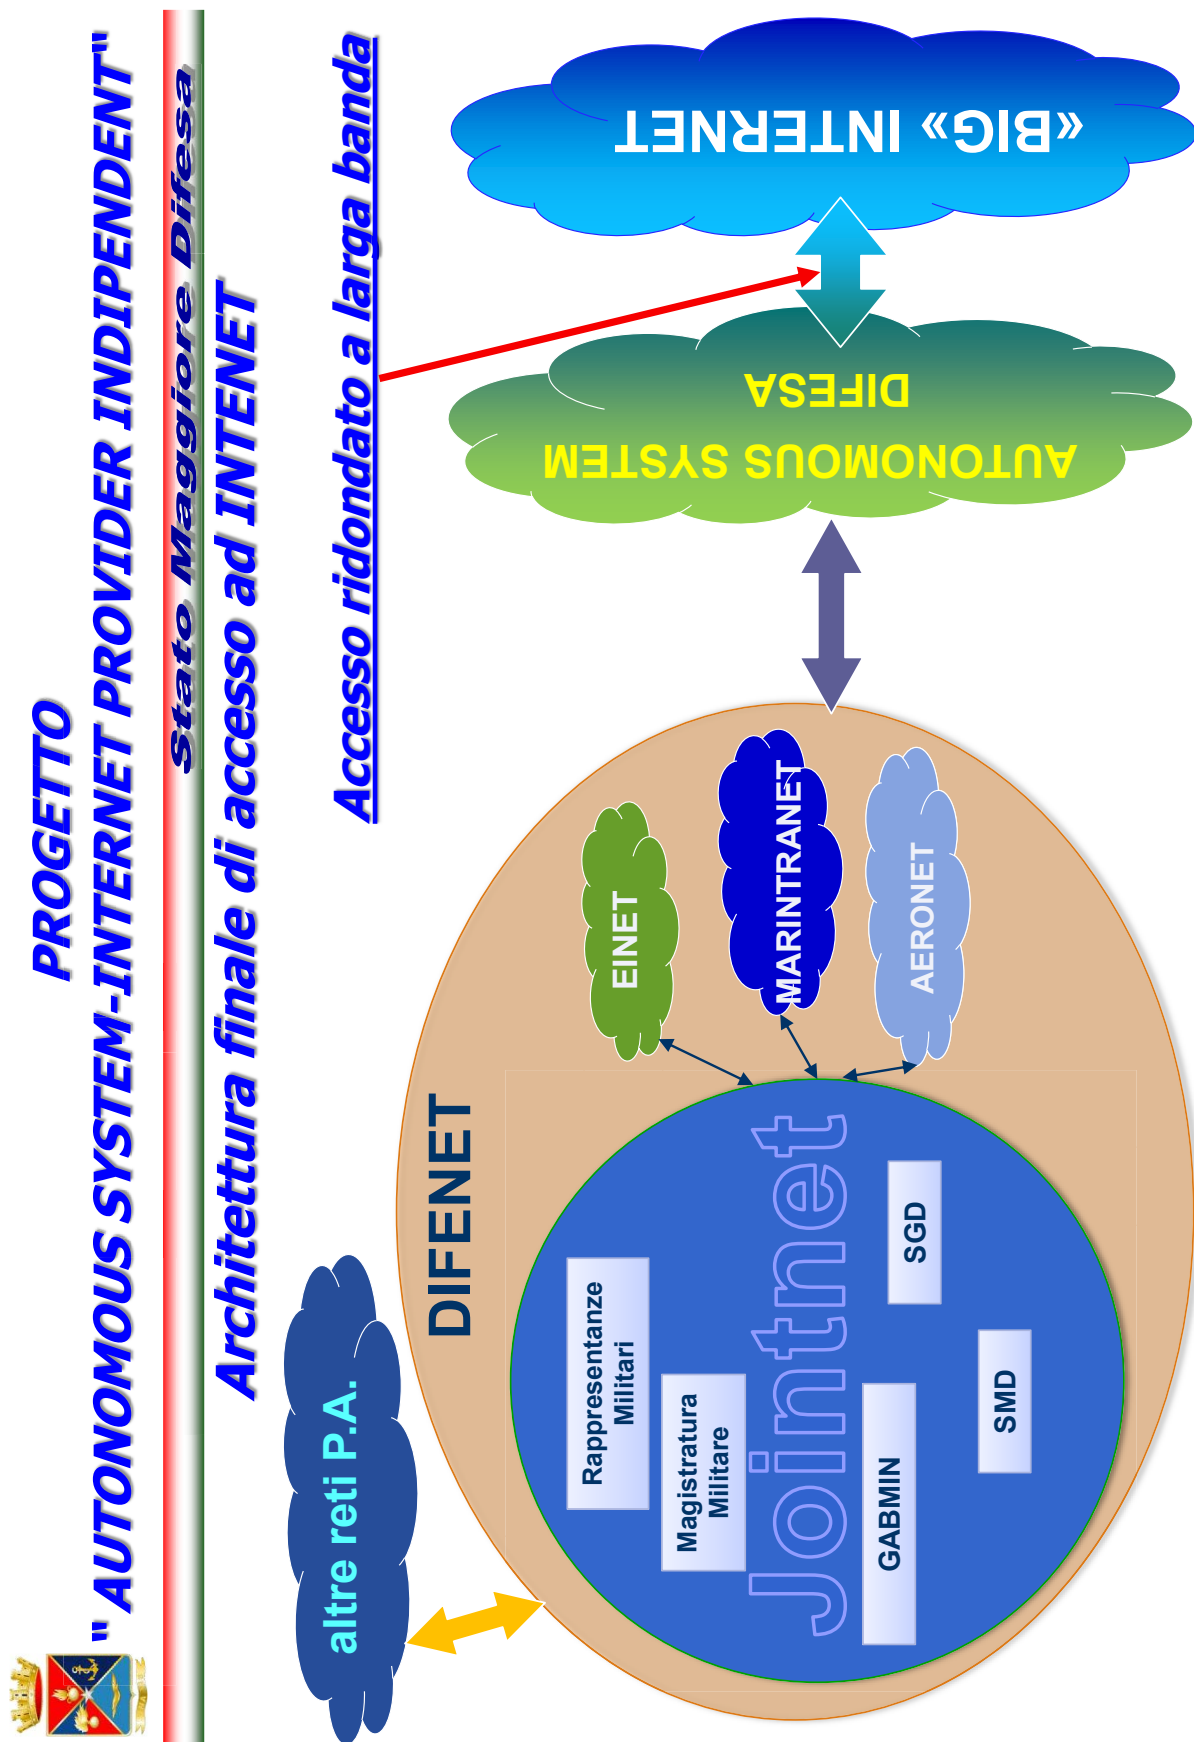 PROGETTO
“ AUTONOMOUS SYSTEM-INTERNET PROVIDER INDIPENDENT“
Stato Maggiore Difesa
Architettura finale di accesso ad INTENET
Accesso ridondato a larga banda
altre reti P.A.
DIFENET
Rappresentanze
Militari
Magistratura
Militare
Jointnet
GABMIN
SGD
SMD
EINET
MARINTRANET
AERONET
AUTONOMOUS SYSTEM
DIFESA
«BIG» INTERNET